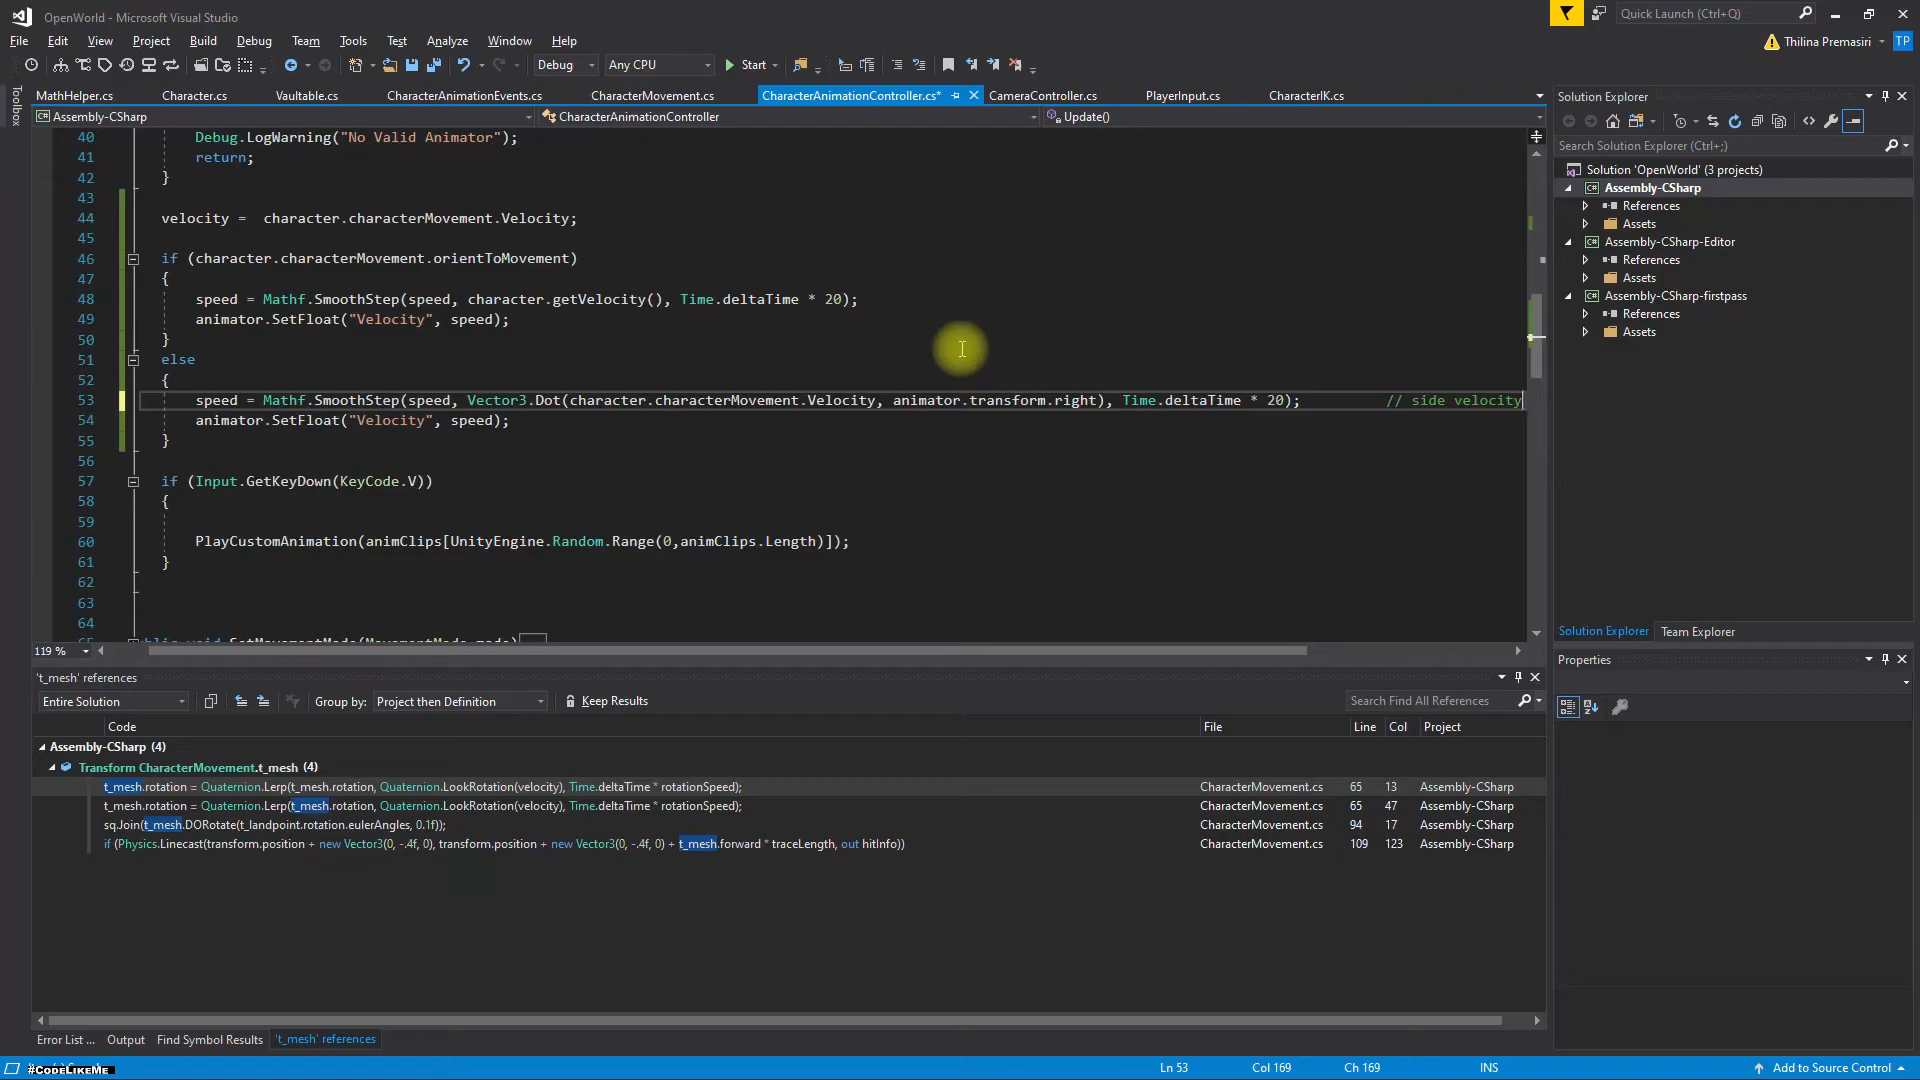 OpenWorld - Microsoft Visual Studio
Quick Launch (Ctrl+Q)
File Edit View Project Build Debug Team Tools Test Analyze Window Help
Thilina Premasiri TP
Debug Any CPU Start
Toolbox
MathHelper.cs Character.cs Vaultable.cs CharacterAnimationEvents.cs CharacterMovement.cs CharacterAnimationController.cs* CameraController.cs PlayerInput.cs CharacterIK.cs
Assembly-CSharp CharacterAnimationController Update()
40 Debug.LogWarning("No Valid Animator");
41 return;
42 }
43
44 velocity =  character.characterMovement.Velocity;
45
46 if (character.characterMovement.orientToMovement)
47 {
48 speed = Mathf.SmoothStep(speed, character.getVelocity(), Time.deltaTime * 20);
49 animator.SetFloat("Velocity", speed);
50 }
51 else
52 {
53 speed = Mathf.SmoothStep(speed, Vector3.Dot(character.characterMovement.Velocity, animator.transform.right), Time.deltaTime * 20); // side velocity
54 animator.SetFloat("Velocity", speed);
55 }
56
57 if (Input.GetKeyDown(KeyCode.V))
58 {
59
60 PlayCustomAnimation(animClips[UnityEngine.Random.Range(0,animClips.Length)]);
61 }
62
63
64
119 %
Solution Explorer
Search Solution Explorer (Ctrl+;)
Solution 'OpenWorld' (3 projects)
Assembly-CSharp
References
Assets
Assembly-CSharp-Editor
References
Assets
Assembly-CSharp-firstpass
References
Assets
Solution Explorer Team Explorer
Properties
't_mesh' references
Entire Solution Group by: Project then Definition Keep Results Search Find All References
Code File Line Col Project
Assembly-CSharp (4)
Transform CharacterMovement.t_mesh (4)
t_mesh.rotation = Quaternion.Lerp(t_mesh.rotation, Quaternion.LookRotation(velocity), Time.deltaTime * rotationSpeed); CharacterMovement.cs 65 13 Assembly-CSharp
t_mesh.rotation = Quaternion.Lerp(t_mesh.rotation, Quaternion.LookRotation(velocity), Time.deltaTime * rotationSpeed); CharacterMovement.cs 65 47 Assembly-CSharp
sq.Join(t_mesh.DORotate(t_landpoint.rotation.eulerAngles, 0.1f)); CharacterMovement.cs 94 17 Assembly-CSharp
if (Physics.Linecast(transform.position + new Vector3(0, -.4f, 0), transform.position + new Vector3(0, -.4f, 0) + t_mesh.forward * traceLength, out hitInfo)) CharacterMovement.cs 109 123 Assembly-CSharp
Error List ... Output Find Symbol Results 't_mesh' references
#CodeLikeMe Ln 53 Col 169 Ch 169 INS Add to Source Control